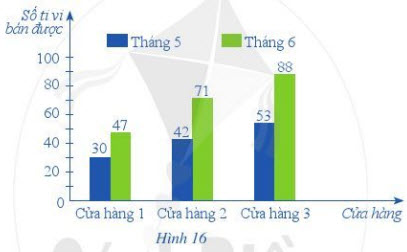 Số ti vi
bán được
Tháng 5
Tháng 6
100
80
60
40
20
0
30
47
42
71
53
88
Cửa hàng 1
Cửa hàng 2
Cửa hàng 3
Cửa hàng
Hình 16